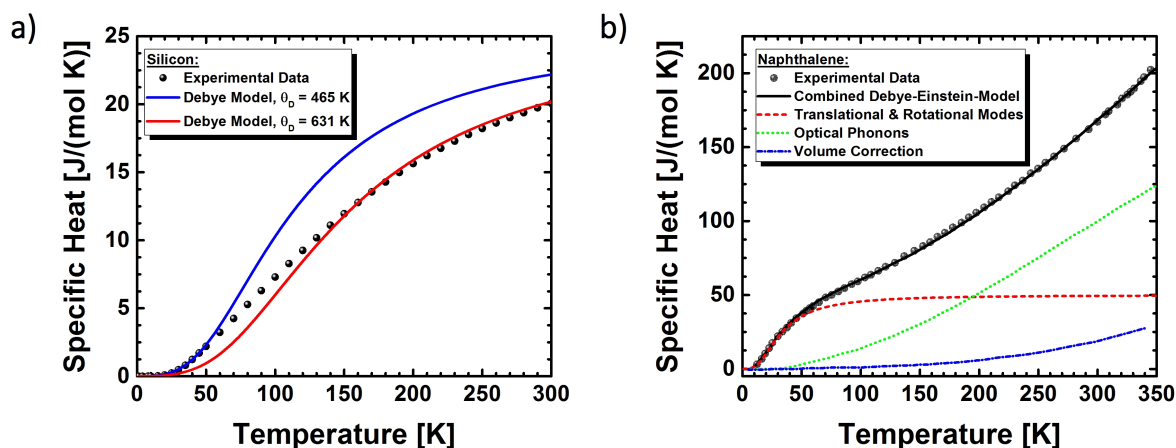 a)
Specific Heat [J/(mol K)]
25
20
15
10
5
0
Silicon:
Experimental Data
Debye Model, θD = 465 K
Debye Model, θD = 631 K
0 50 100 150 200 250 300
Temperature [K]
b)
Specific Heat [J/(mol K)]
200
150
100
50
0
Naphthalene:
Experimental Data
Combined Debye-Einstein-Model
Translational & Rotational Modes
Optical Phonons
Volume Correction
0 50 100 150 200 250 300 350
Temperature [K]